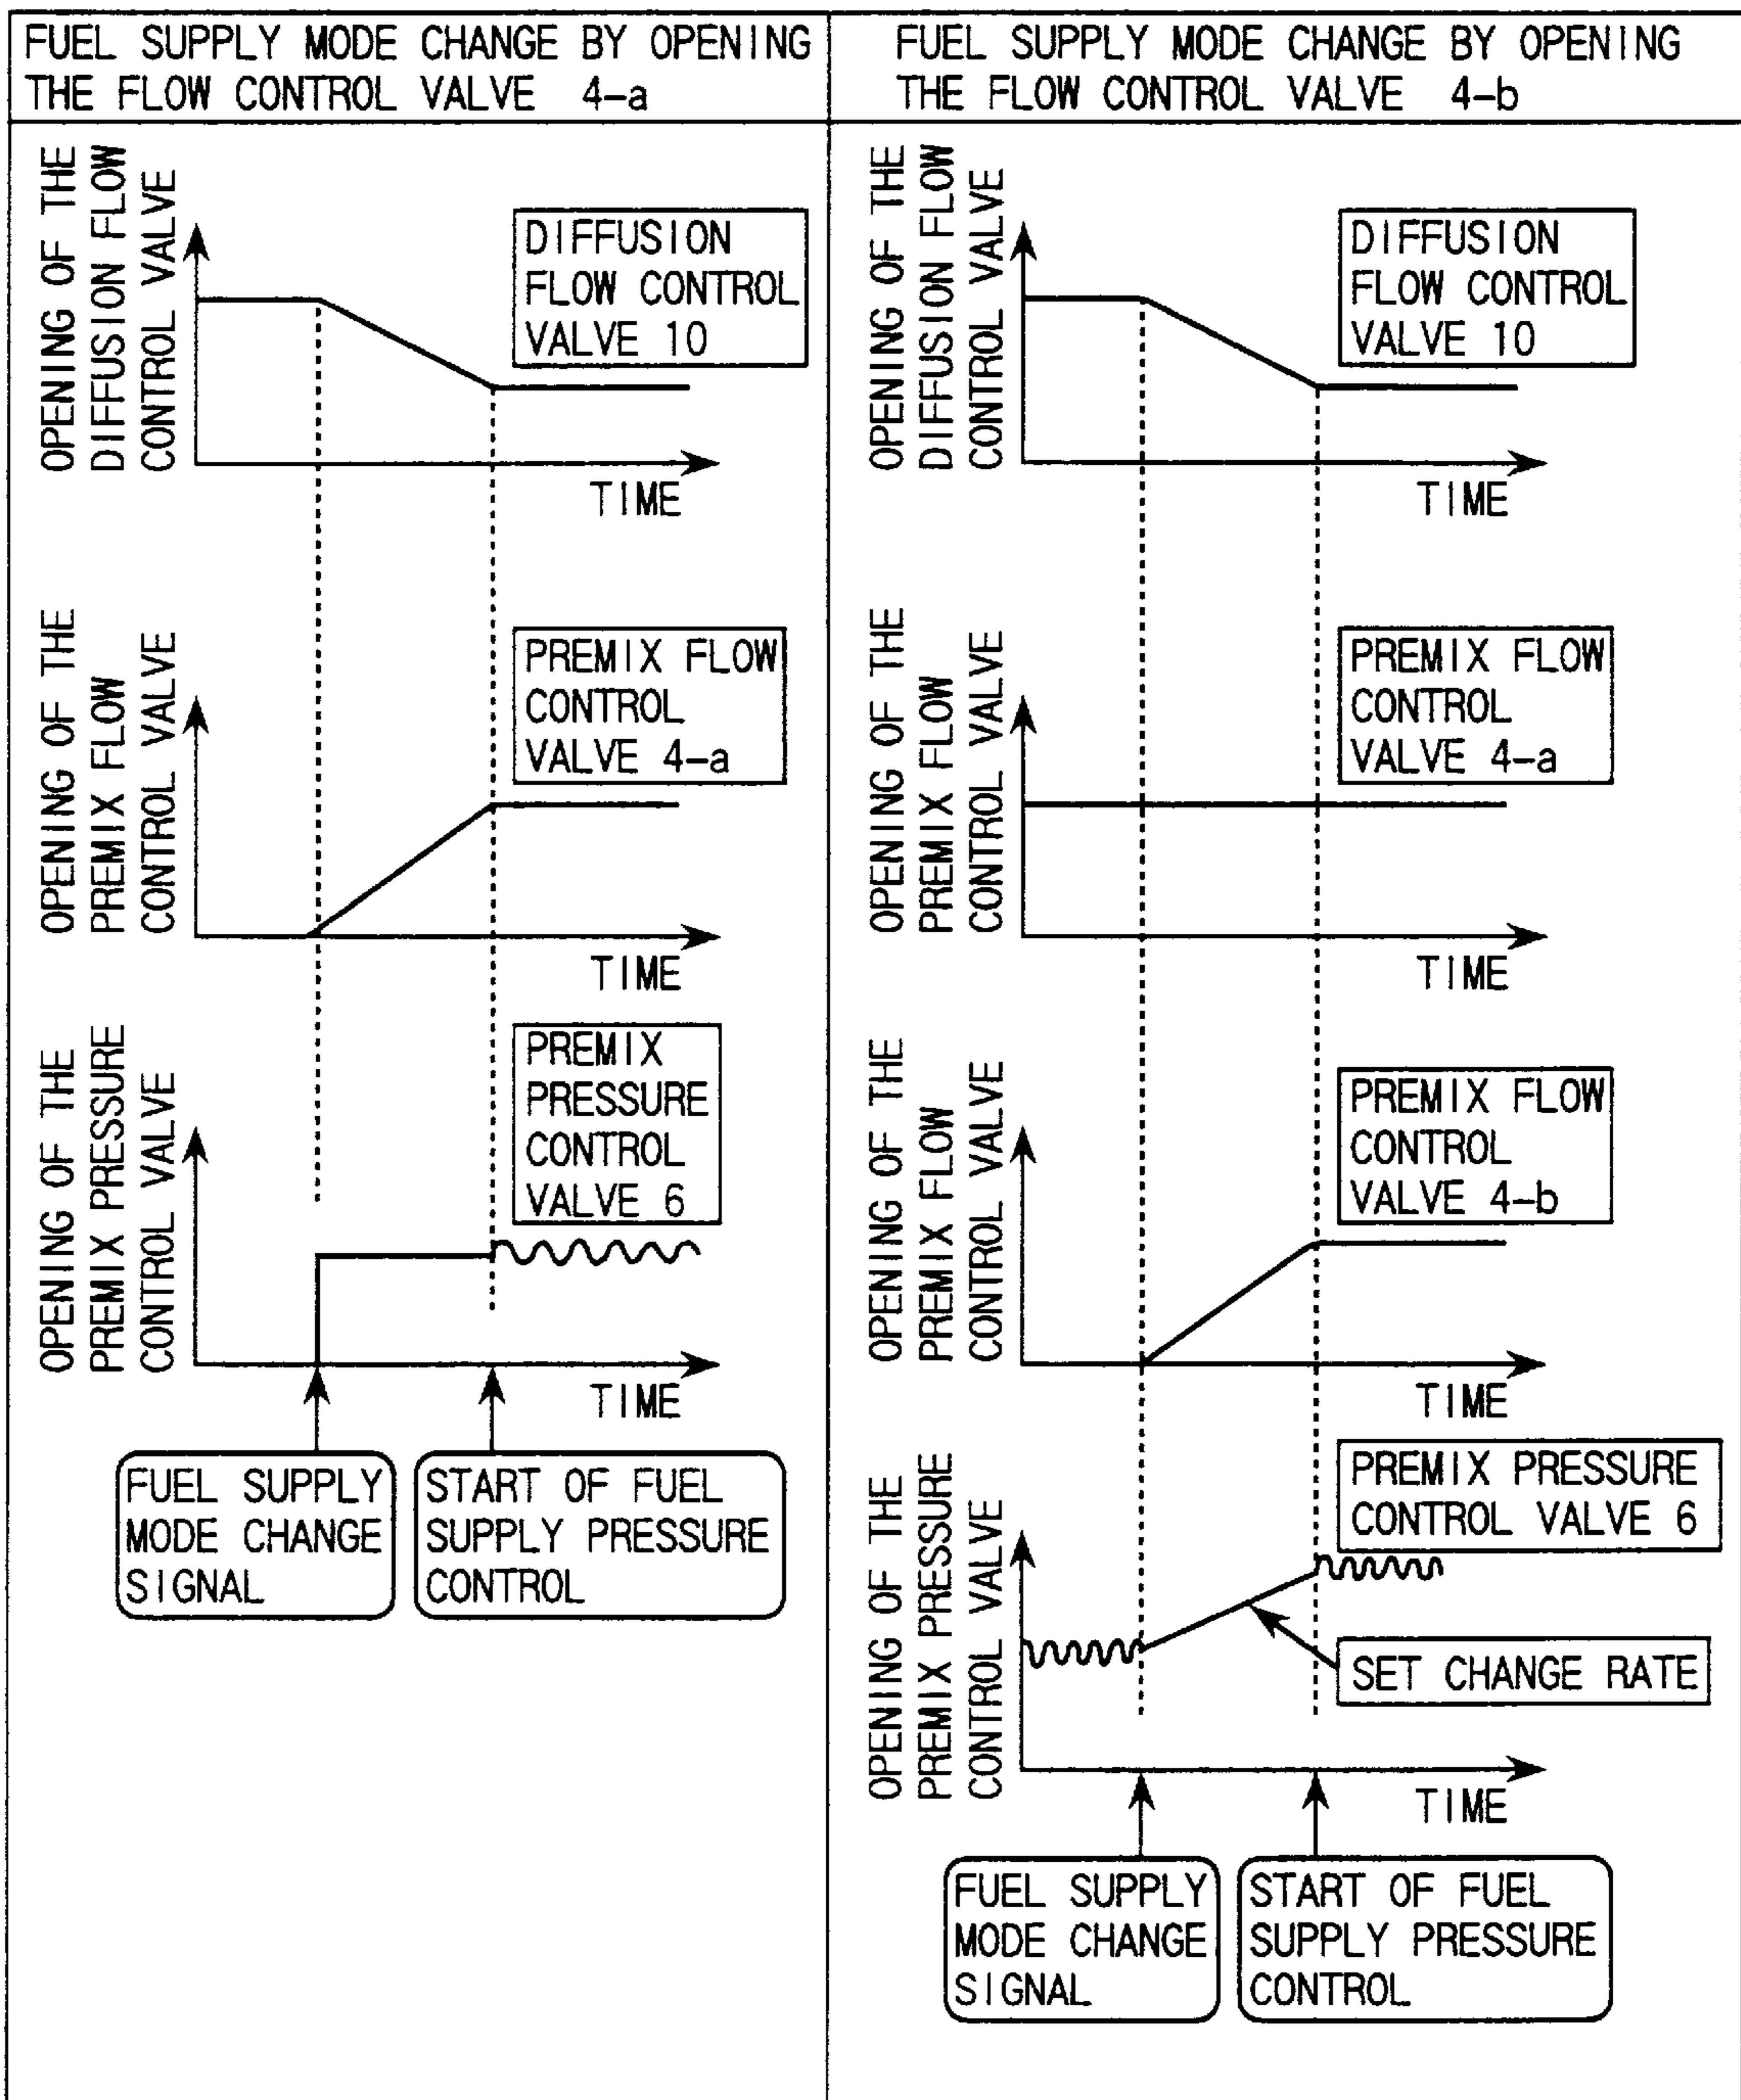 FUEL SUPPLY MODE CHANGE BY OPENING
THE FLOW CONTROL VALVE 4-a
OPENING OF THE
DIFFUSION FLOW
CONTROL VALVE
DIFFUSION
FLOW CONTROL
VALVE 10
TIME
OPENING OF THE
PREMIX FLOW
CONTROL VALVE
PREMIX FLOW
CONTROL
VALVE 4-a
TIME
OPENING OF THE
PREMIX PRESSURE
CONTROL VALVE
PREMIX
PRESSURE
CONTROL
VALVE 6
TIME
FUEL SUPPLY
MODE CHANGE
SIGNAL
START OF FUEL
SUPPLY PRESSURE
CONTROL
FUEL SUPPLY MODE CHANGE BY OPENING
THE FLOW CONTROL VALVE 4-b
OPENING OF THE
DIFFUSION FLOW
CONTROL VALVE
DIFFUSION
FLOW CONTROL
VALVE 10
TIME
OPENING OF THE
PREMIX FLOW
CONTROL VALVE
PREMIX FLOW
CONTROL
VALVE 4-a
TIME
OPENING OF THE
PREMIX FLOW
CONTROL VALVE
PREMIX FLOW
CONTROL
VALVE 4-b
TIME
OPENING OF THE
PREMIX PRESSURE
CONTROL VALVE
PREMIX PRESSURE
CONTROL VALVE 6
SET CHANGE RATE
TIME
FUEL SUPPLY
MODE CHANGE
SIGNAL
START OF FUEL
SUPPLY PRESSURE
CONTROL